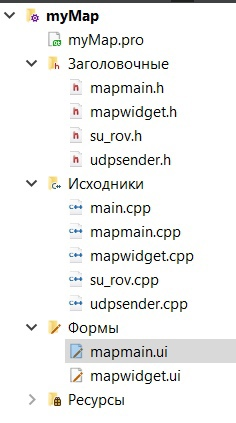 myMap
myMap.pro
Заголовочные
mapmain.h
mapwidget.h
su_rov.h
udpsender.h
Исходники
main.cpp
mapmain.cpp
mapwidget.cpp
su_rov.cpp
udpsender.cpp
Формы
mapmain.ui
mapwidget.ui
Ресурсы